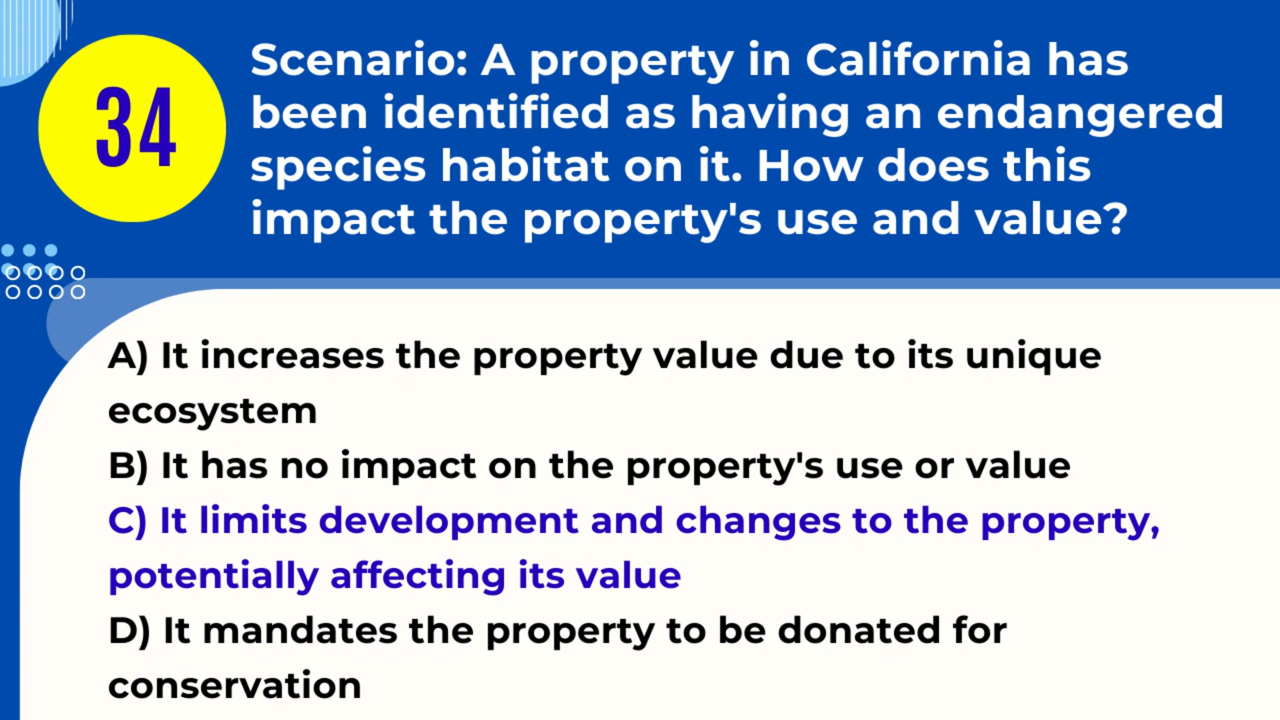 34
Scenario: A property in California has
been identified as having an endangered
species habitat on it. How does this
impact the property's use and value?
A) It increases the property value due to its unique
ecosystem
B) It has no impact on the property's use or value
C) It limits development and changes to the property,
potentially affecting its value
D) It mandates the property to be donated for
conservation